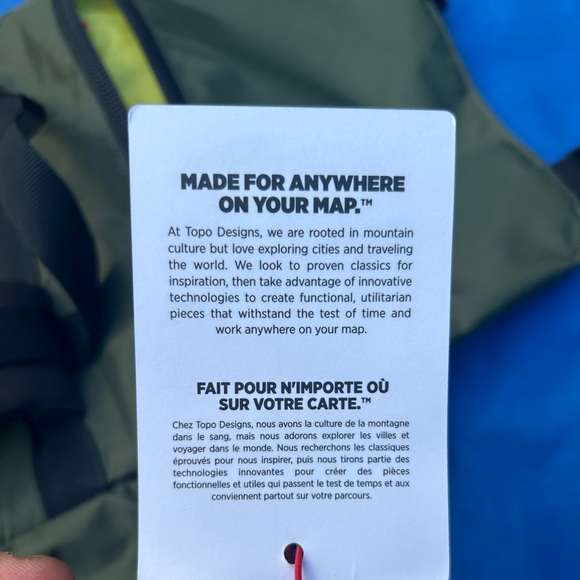 MADE FOR ANYWHERE
ON YOUR MAP.™
At Topo Designs, we are rooted in mountain
culture but love exploring cities and traveling
the world. We look to proven classics for
inspiration, then take advantage of innovative
technologies to create functional, utilitarian
pieces that withstand the test of time and
work anywhere on your map.
FAIT POUR N'IMPORTE OÙ
SUR VOTRE CARTE.™
Chez Topo Designs, nous avons la culture de la montagne
dans le sang, mais nous adorons explorer les villes et
voyager dans le monde. Nous recherchons les classiques
éprouvés pour nous inspirer, puis nous tirons partie des
technologies innovantes pour créer des pièces
fonctionnelles et utiles qui passent le test de temps et aux
conviennent partout sur votre parcours.